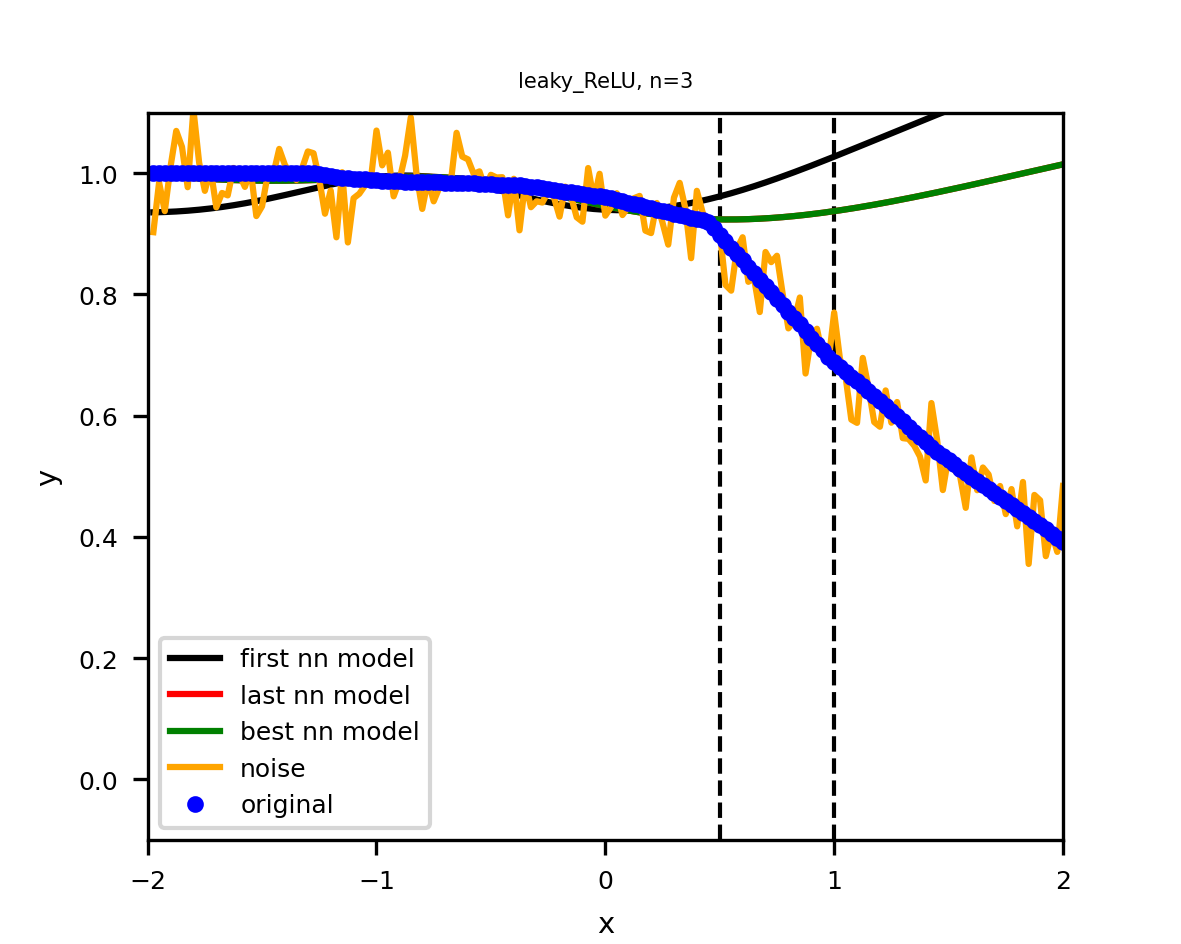 leaky_ReLU, n=3
1.0
0.8
0.6
0.4
0.2
0.0
y
first nn model
last nn model
best nn model
noise
original
−2
−1
0
1
2
x